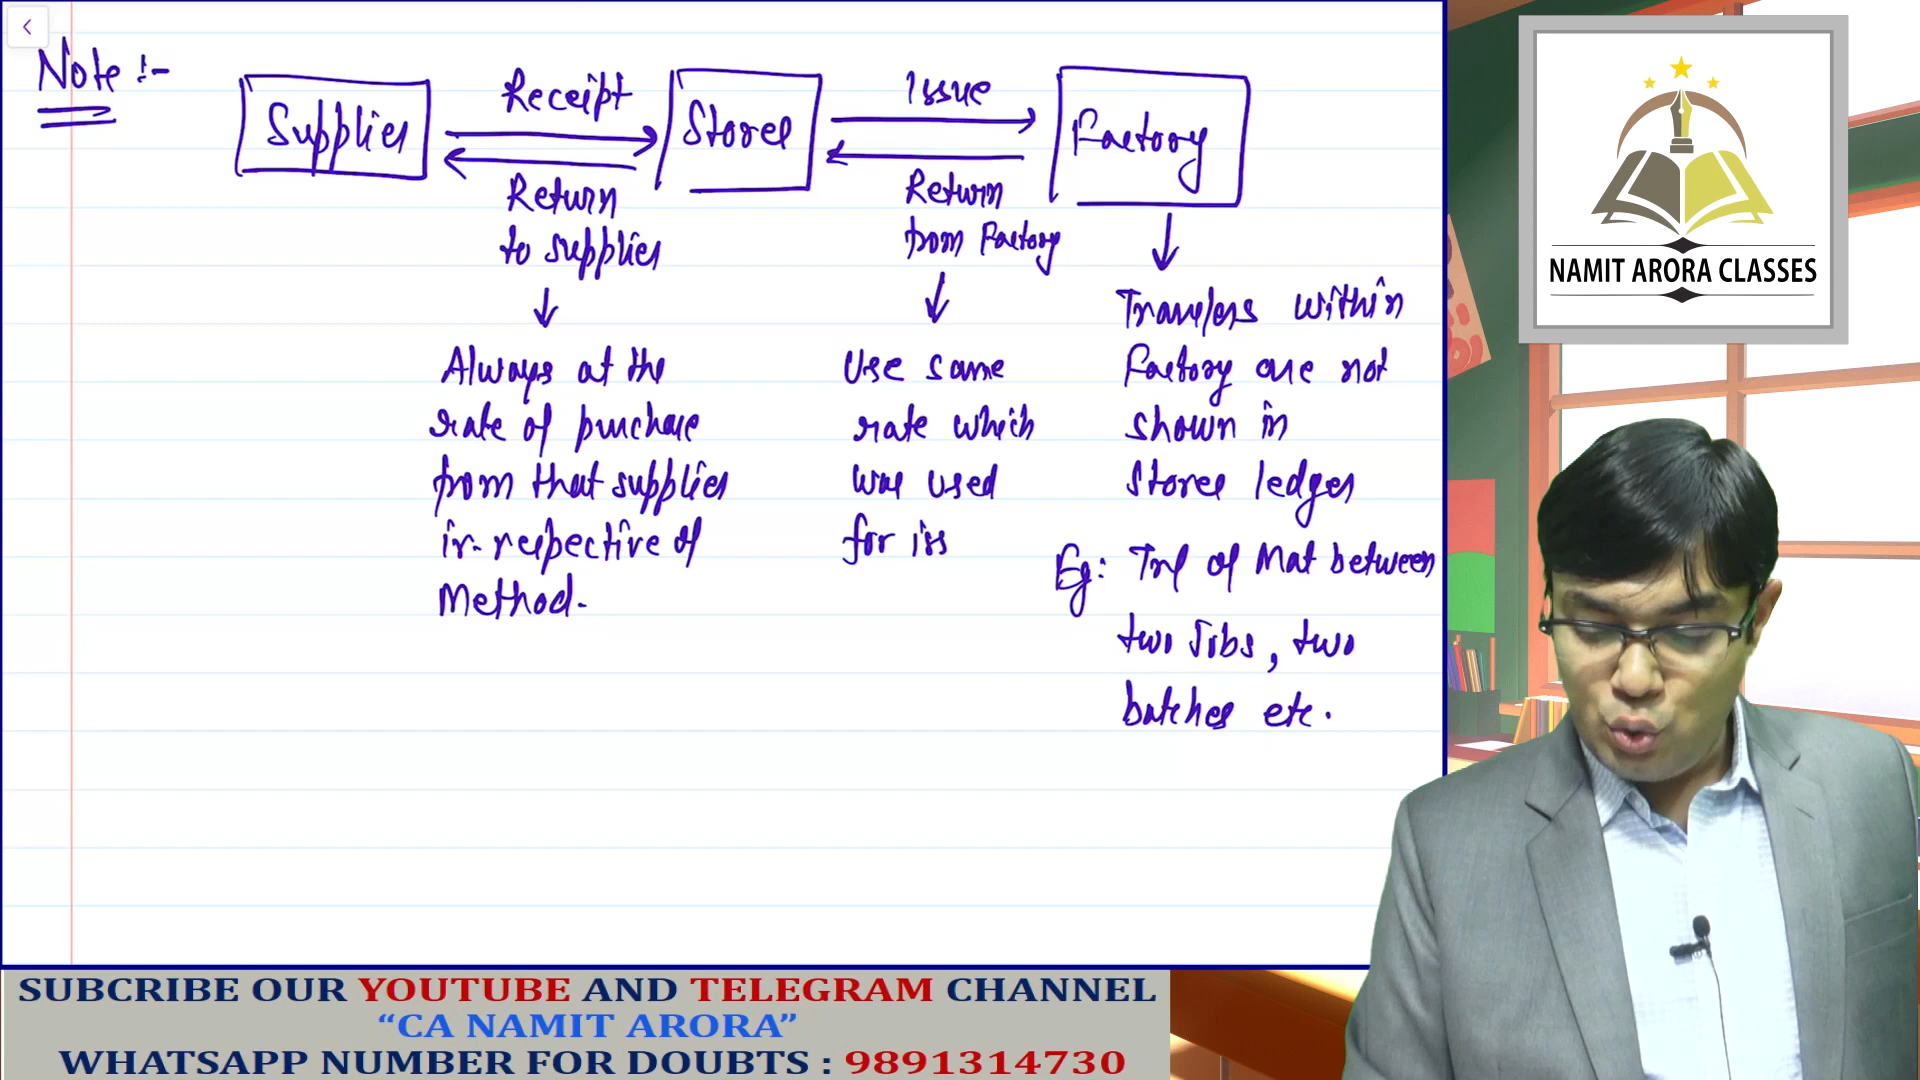 Note :-
Supplier
Receipt
Return
to supplier
Stores
Issue
Return
from Factory
Factory
Always at the
rate of purchase
from that supplier
ir-respective of
Method.
Use same
rate which
was used
for iss
Transfers within
Factory are not
shown in
stores ledger
Eg: Trf of Mat between
two Jobs, two
batches etc.
NAMIT ARORA CLASSES
SUBCRIBE OUR YOUTUBE AND TELEGRAM CHANNEL
“CA NAMIT ARORA”
WHATSAPP NUMBER FOR DOUBTS : 9891314730